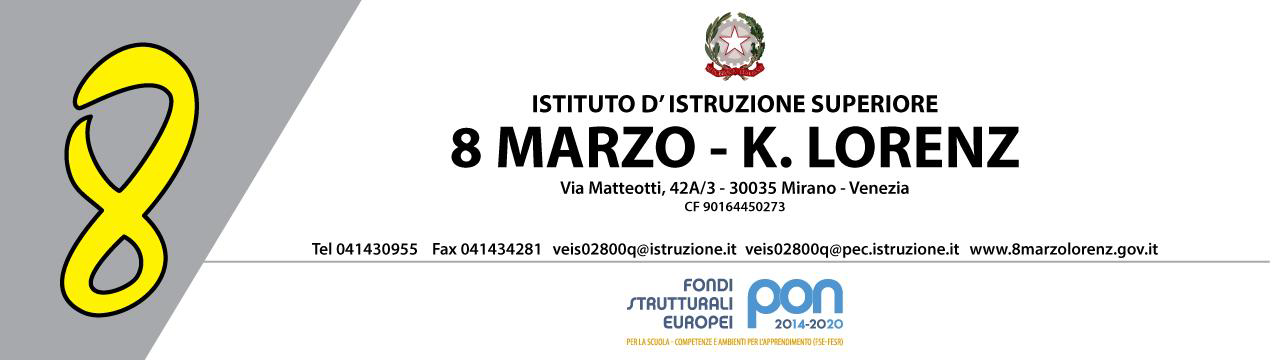 8
ISTITUTO D' ISTRUZIONE SUPERIORE
8 MARZO - K. LORENZ
Via Matteotti, 42A/3 - 30035 Mirano - Venezia
CF 90164450273
Tel 041430955 Fax 041434281 veis02800q@istruzione.it veis02800q@pec.istruzione.it www.8marzolorenz.gov.it
FONDI
STRUTTURALI
EUROPEI
pon
2014-2020
PER LA SCUOLA - COMPETENZE E AMBIENTI PER L'APPRENDIMENTO (FSE-FESR)